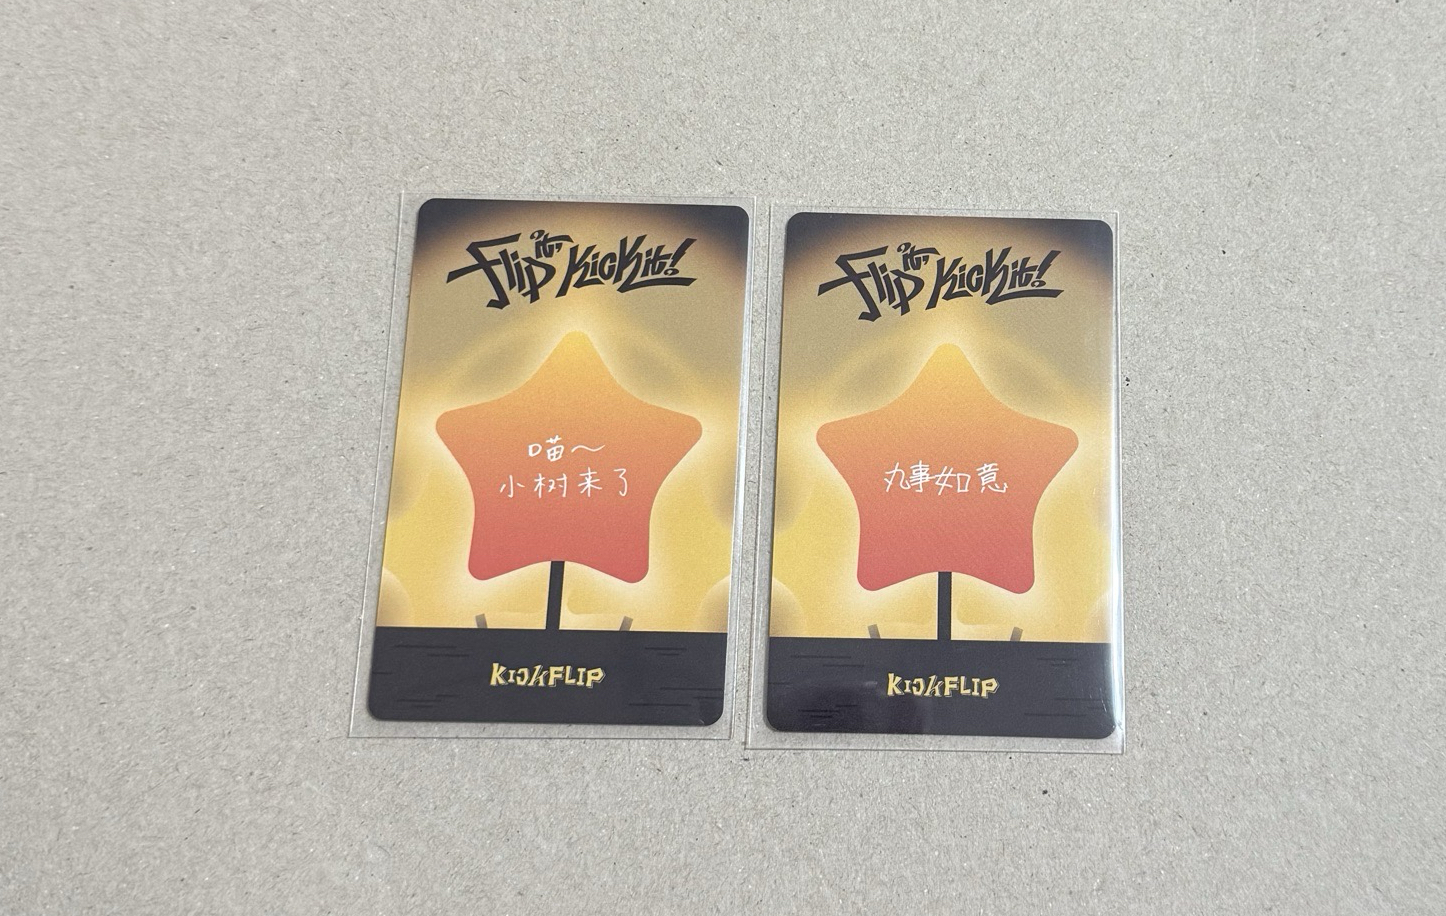 Flip it, Kick it!
喵~
小树来了
KICKFLIP
Flip it, Kick it!
丸事如意
KICKFLIP